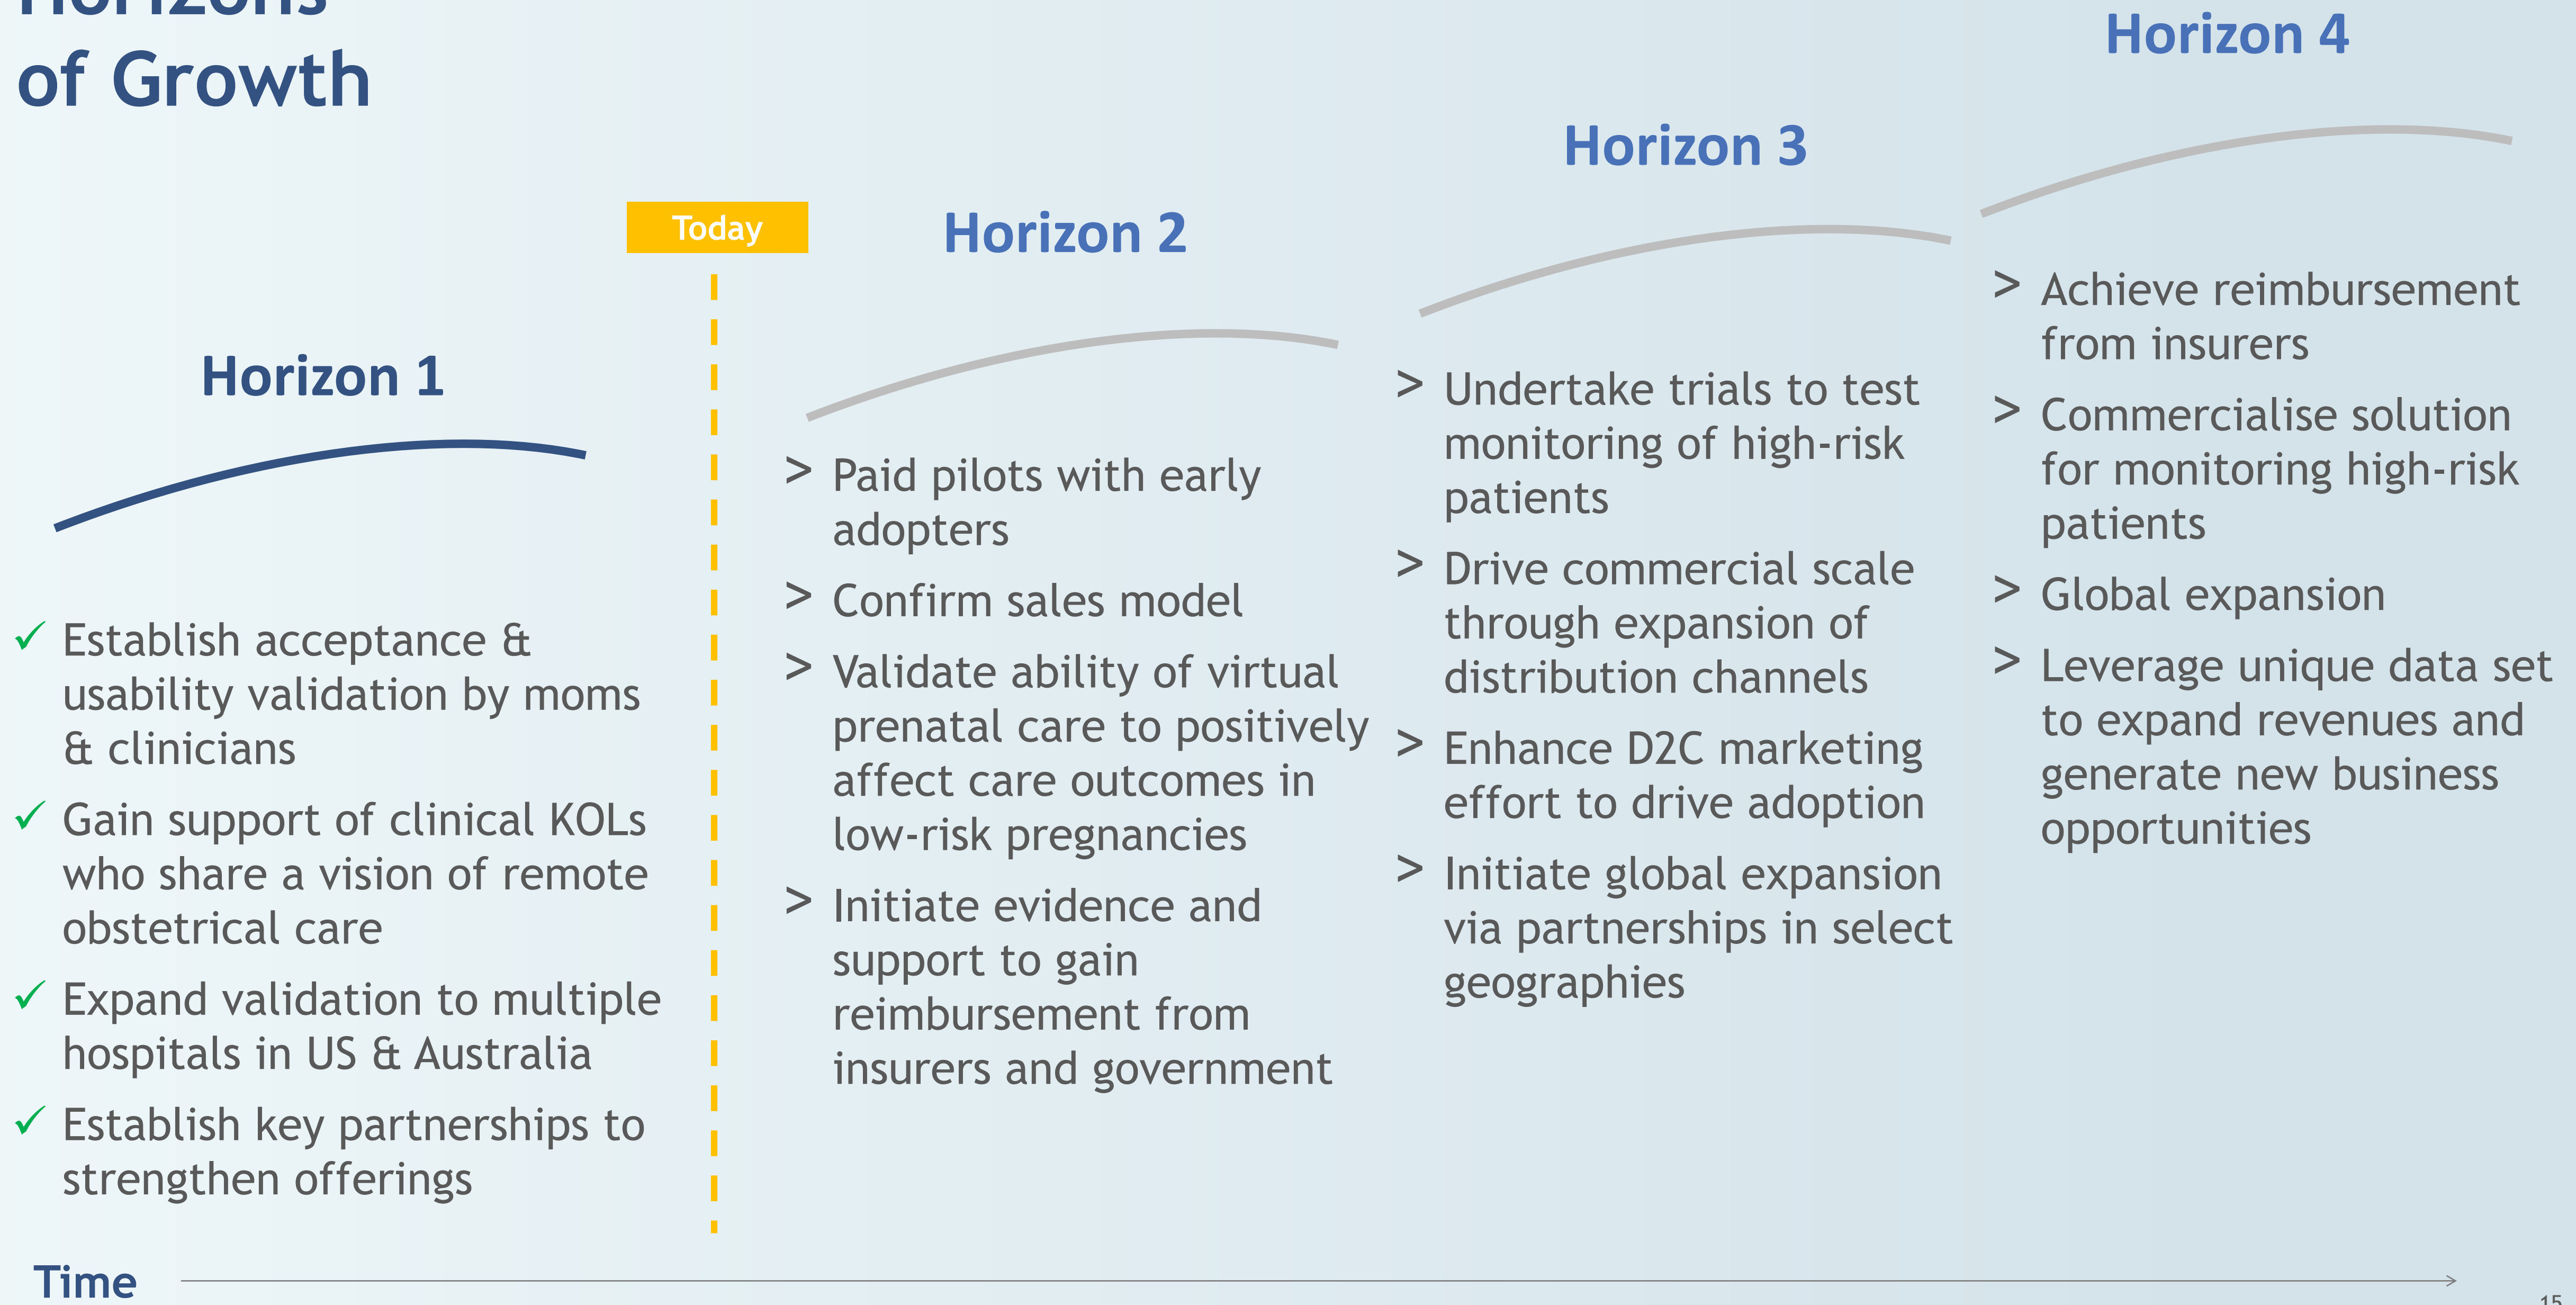 Horizons
of Growth
Horizon 1
✓ Establish acceptance &
usability validation by moms
& clinicians
✓ Gain support of clinical KOLs
who share a vision of remote
obstetrical care
✓ Expand validation to multiple
hospitals in US & Australia
✓ Establish key partnerships to
strengthen offerings
Today
Horizon 2
> Paid pilots with early
adopters
> Confirm sales model
> Validate ability of virtual
prenatal care to positively
affect care outcomes in
low-risk pregnancies
> Initiate evidence and
support to gain
reimbursement from
insurers and government
Horizon 3
> Undertake trials to test
monitoring of high-risk
patients
> Drive commercial scale
through expansion of
distribution channels
> Enhance D2C marketing
effort to drive adoption
> Initiate global expansion
via partnerships in select
geographies
Horizon 4
> Achieve reimbursement
from insurers
> Commercialise solution
for monitoring high-risk
patients
> Global expansion
> Leverage unique data set
to expand revenues and
generate new business
opportunities
Time
15